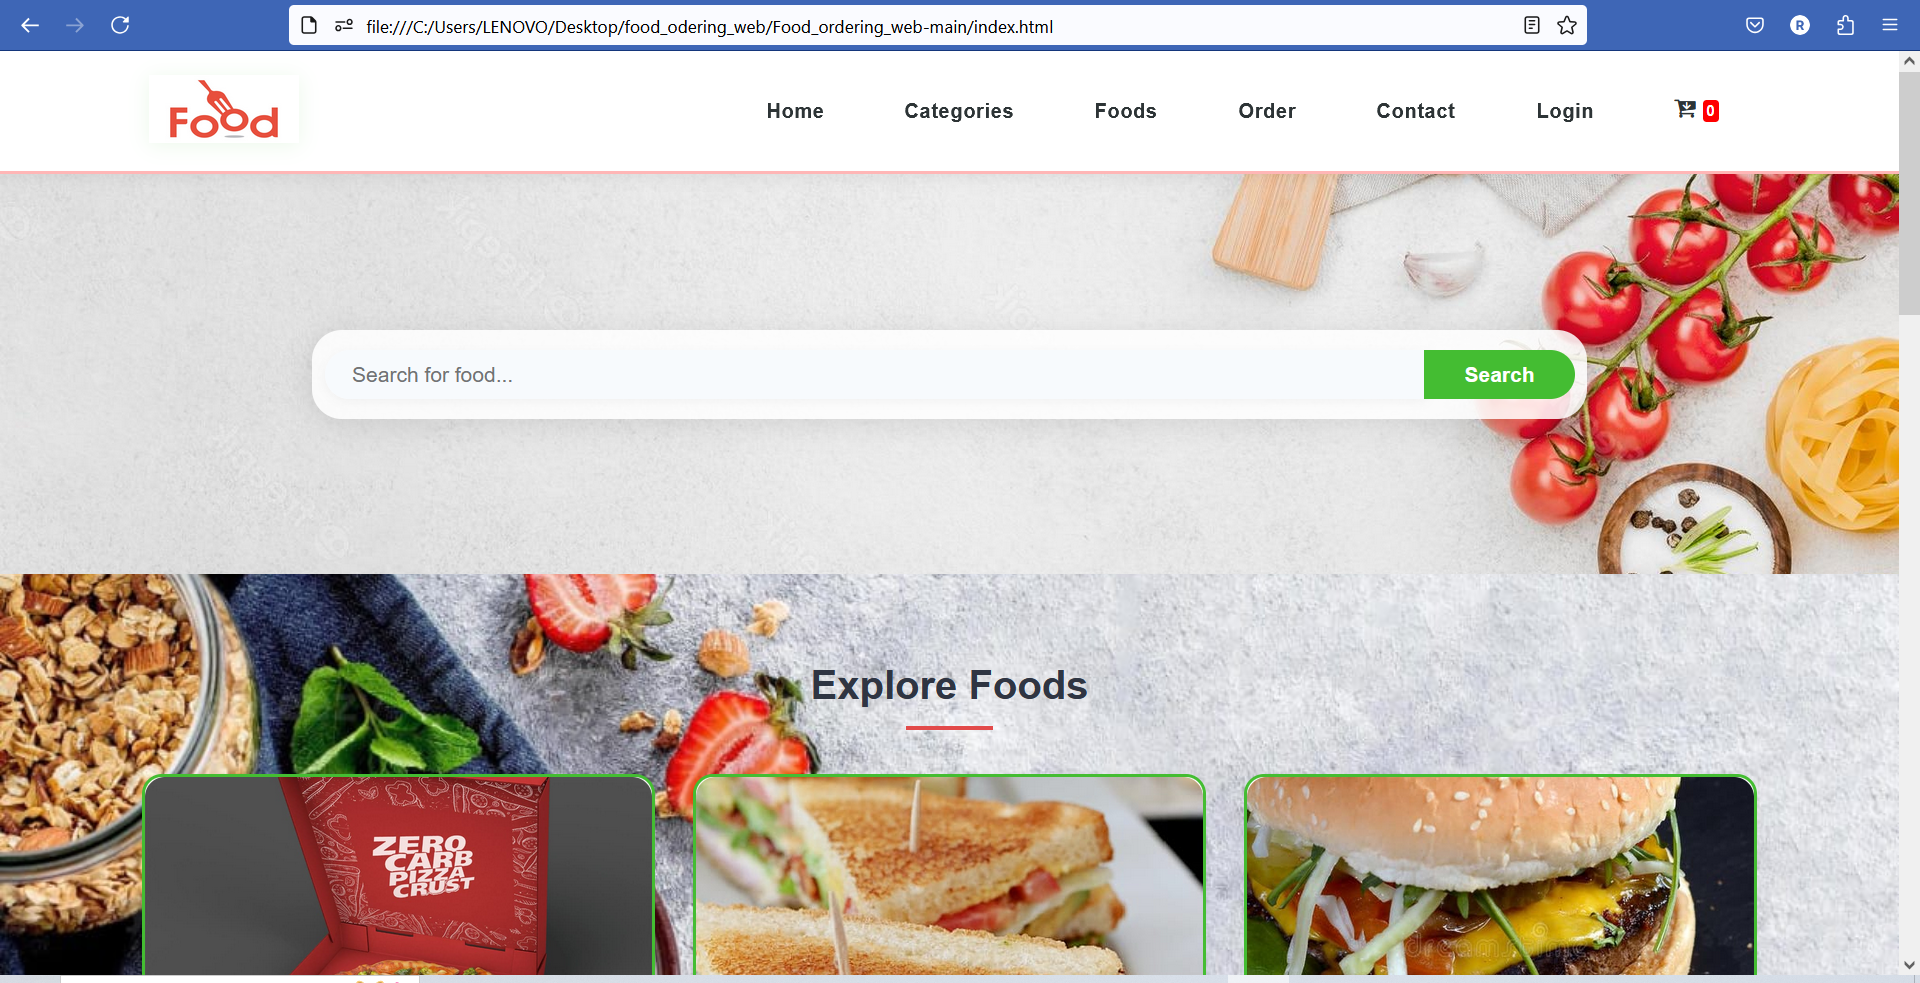 file:///C:/Users/LENOVO/Desktop/food_odering_web/Food_ordering_web-main/index.html
R
Food
Home
Categories
Foods
Order
Contact
Login
0
Search for food...
Search
Explore Foods
ZERO
CARB
PIZZA
CRUST
dreamstime